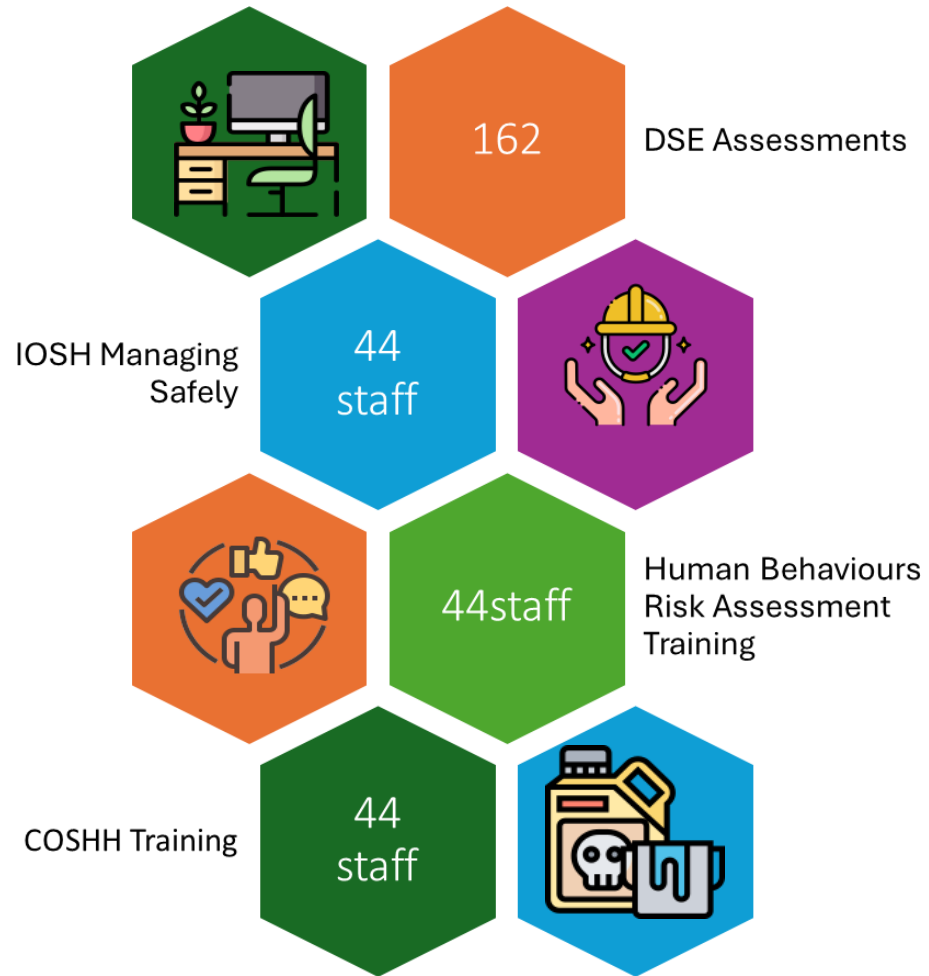 162
DSE Assessments
IOSH Managing
Safely
44
staff
44staff
Human Behaviours
Risk Assessment
Training
COSHH Training
44
staff